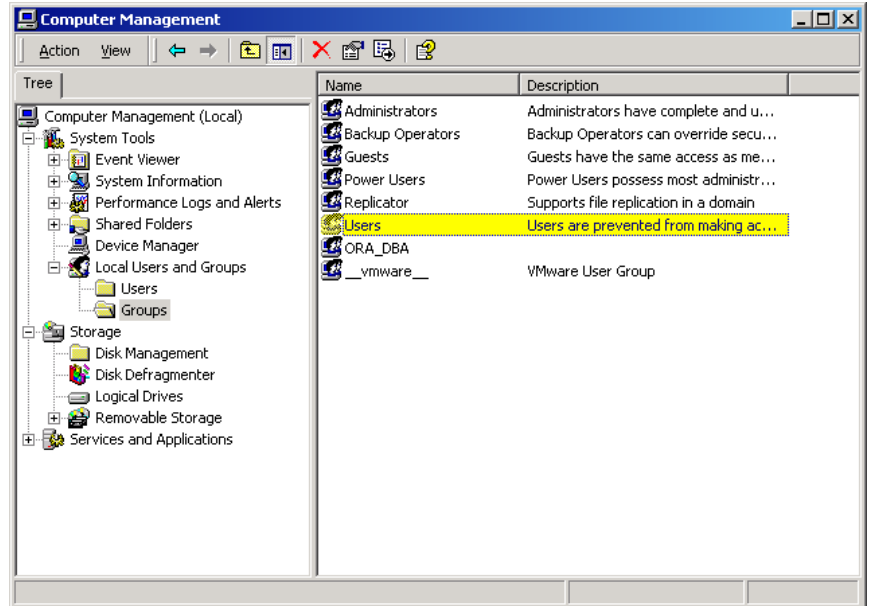 Computer Management
Action View
Tree
Name Description
Computer Management (Local)
System Tools
Event Viewer
System Information
Performance Logs and Alerts
Shared Folders
Device Manager
Local Users and Groups
Users
Groups
Storage
Disk Management
Disk Defragmenter
Logical Drives
Removable Storage
Services and Applications
Administrators Administrators have complete and u...
Backup Operators Backup Operators can override secu...
Guests Guests have the same access as me...
Power Users Power Users possess most administr...
Replicator Supports file replication in a domain
Users Users are prevented from making ac...
ORA_DBA
__vmware__ VMware User Group